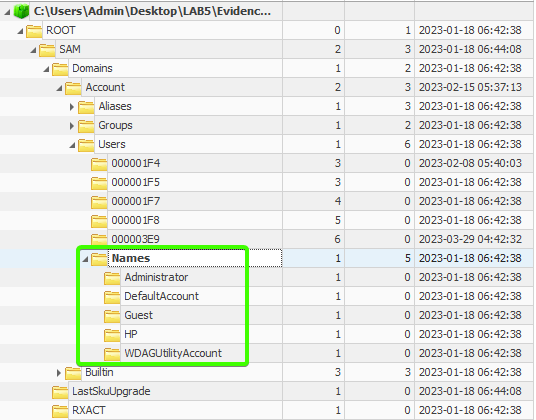 C:\Users\Admin\Desktop\LAB5\Evidenc...
ROOT 0 1 2023-01-18 06:42:38
SAM 2 3 2023-01-18 06:44:08
Domains 1 2 2023-01-18 06:42:38
Account 2 3 2023-02-15 05:37:13
Aliases 1 3 2023-01-18 06:42:38
Groups 1 2 2023-01-18 06:42:38
Users 1 6 2023-01-18 06:42:38
000001F4 3 0 2023-02-08 05:40:03
000001F5 3 0 2023-01-18 06:42:38
000001F7 4 0 2023-01-18 06:42:38
000001F8 5 0 2023-01-18 06:42:38
000003E9 6 0 2023-03-29 04:42:32
Names 1 5 2023-01-18 06:42:38
Administrator 1 0 2023-01-18 06:42:38
DefaultAccount 1 0 2023-01-18 06:42:38
Guest 1 0 2023-01-18 06:42:38
HP 1 0 2023-01-18 06:42:38
WDAGUtilityAccount 1 0 2023-01-18 06:42:38
Builtin 3 3 2023-01-18 06:42:38
LastSkuUpgrade 1 0 2023-01-18 06:44:08
RXACT 1 0 2023-01-18 06:42:38